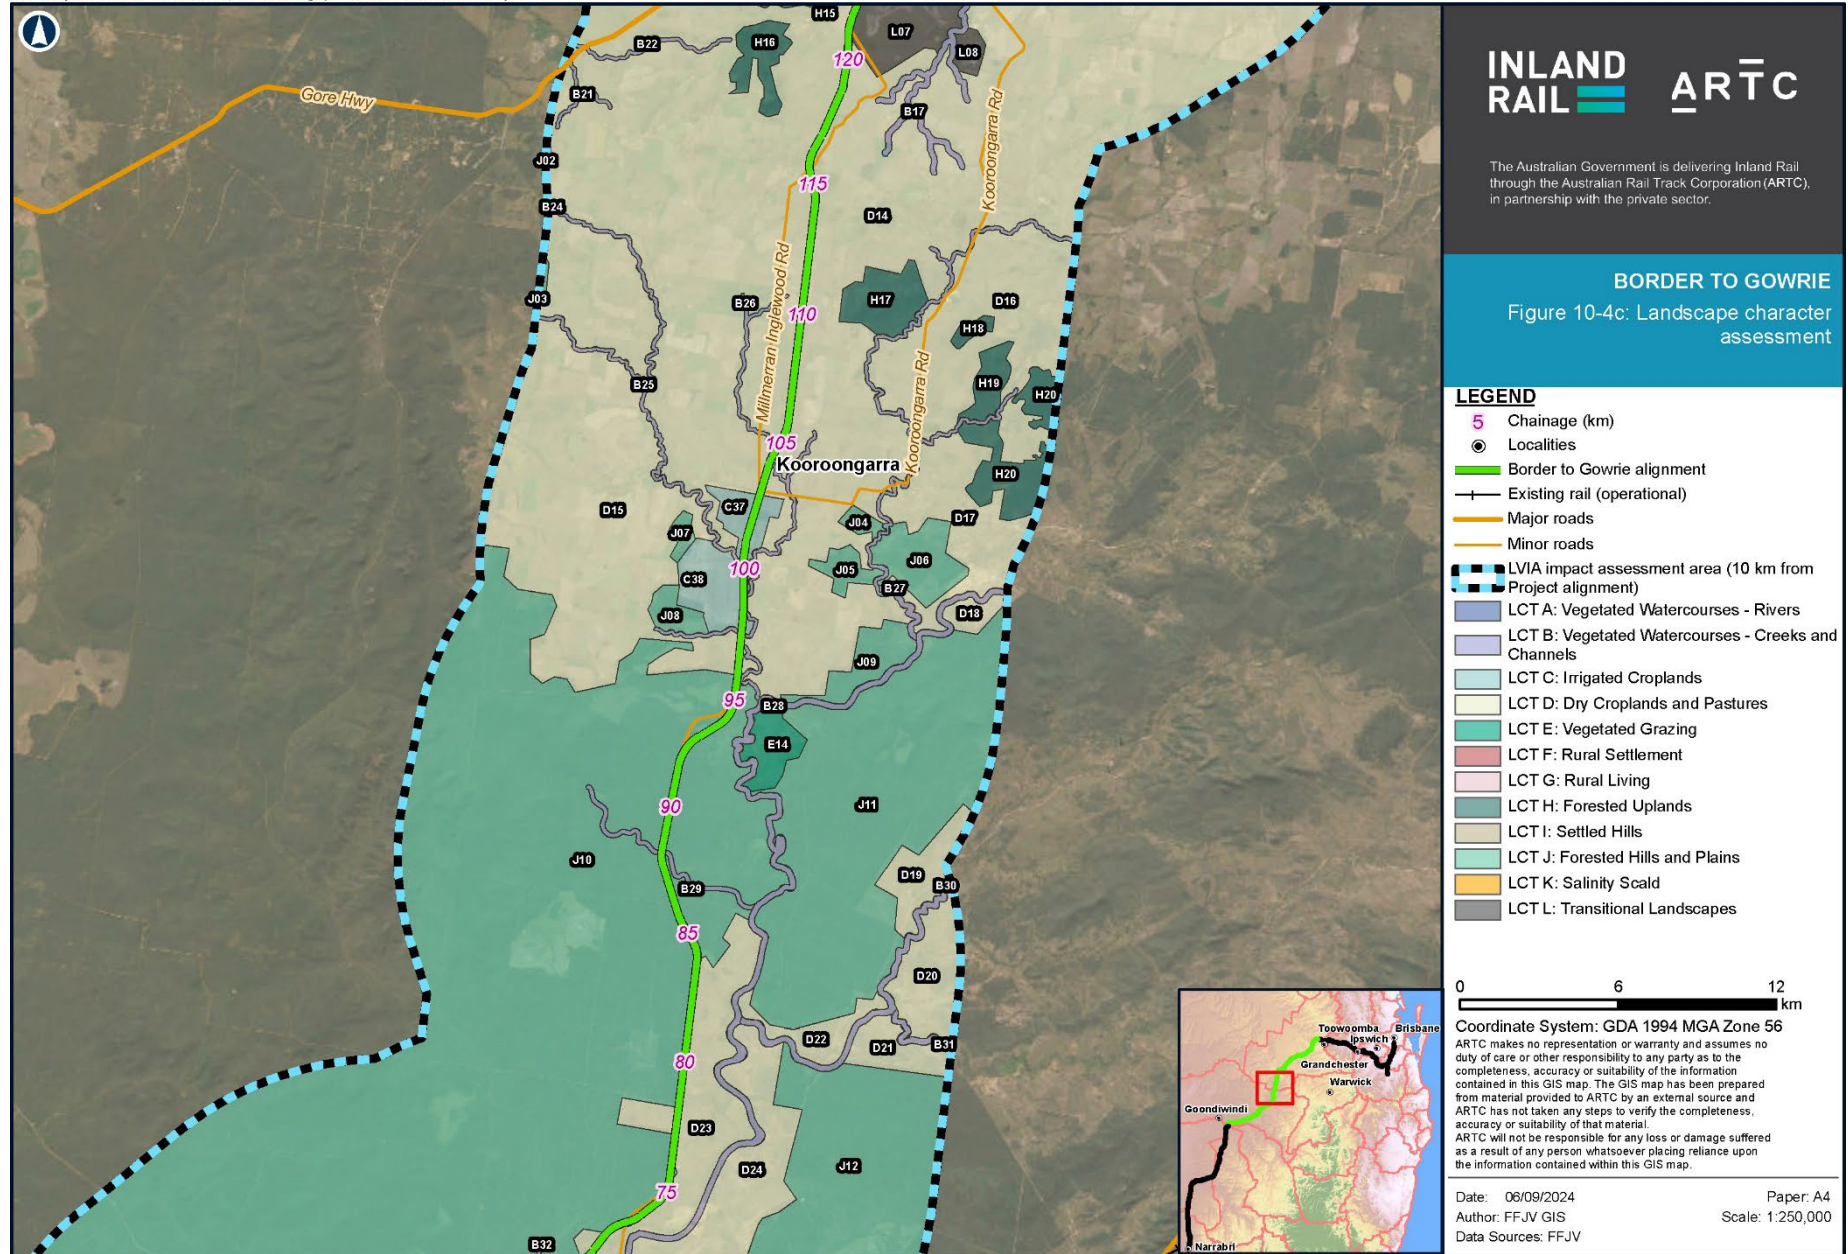 H15
L07
L08
B22
H16
120
Gore Hwy
B21
B17
Kooroongarra Rd
J02
115
B24
D14
Millmerran Inglewood Rd
J03
B26
H17
D16
110
H18
B25
H19
H20
Kooroongarra Rd
105
Kooroongarra
H20
D15
C37
J04
D17
J07
J06
100
J05
C38
B27
J08
D18
J09
95
B28
E14
90
J11
J10
D19
B29
B30
85
D20
D22
D21
B31
80
D23
D24
J12
75
B32
INLAND
RAIL
ARTC
The Australian Government is delivering Inland Rail
through the Australian Rail Track Corporation (ARTC),
in partnership with the private sector.
BORDER TO GOWRIE
Figure 10-4c: Landscape character
assessment
LEGEND
5 Chainage (km)
Localities
Border to Gowrie alignment
Existing rail (operational)
Major roads
Minor roads
LVIA impact assessment area (10 km from
Project alignment)
LCT A: Vegetated Watercourses - Rivers
LCT B: Vegetated Watercourses - Creeks and
Channels
LCT C: Irrigated Croplands
LCT D: Dry Croplands and Pastures
LCT E: Vegetated Grazing
LCT F: Rural Settlement
LCT G: Rural Living
LCT H: Forested Uplands
LCT I: Settled Hills
LCT J: Forested Hills and Plains
LCT K: Salinity Scald
LCT L: Transitional Landscapes
0 6 12
km
Coordinate System: GDA 1994 MGA Zone 56
ARTC makes no representation or warranty and assumes no
duty of care or other responsibility to any party as to the
completeness, accuracy or suitability of the information
contained in this GIS map. The GIS map has been prepared
from material provided to ARTC by an external source and
ARTC has not taken any steps to verify the completeness,
accuracy or suitability of that material.
ARTC will not be responsible for any loss or damage suffered
as a result of any person whatsoever placing reliance upon
the information contained within this GIS map.
Date: 06/09/2024 Paper: A4
Author: FFJV GIS Scale: 1:250,000
Data Sources: FFJV
Toowoomba Brisbane
Ipswich
Grandchester
Warwick
Goondiwindi
Narrabri